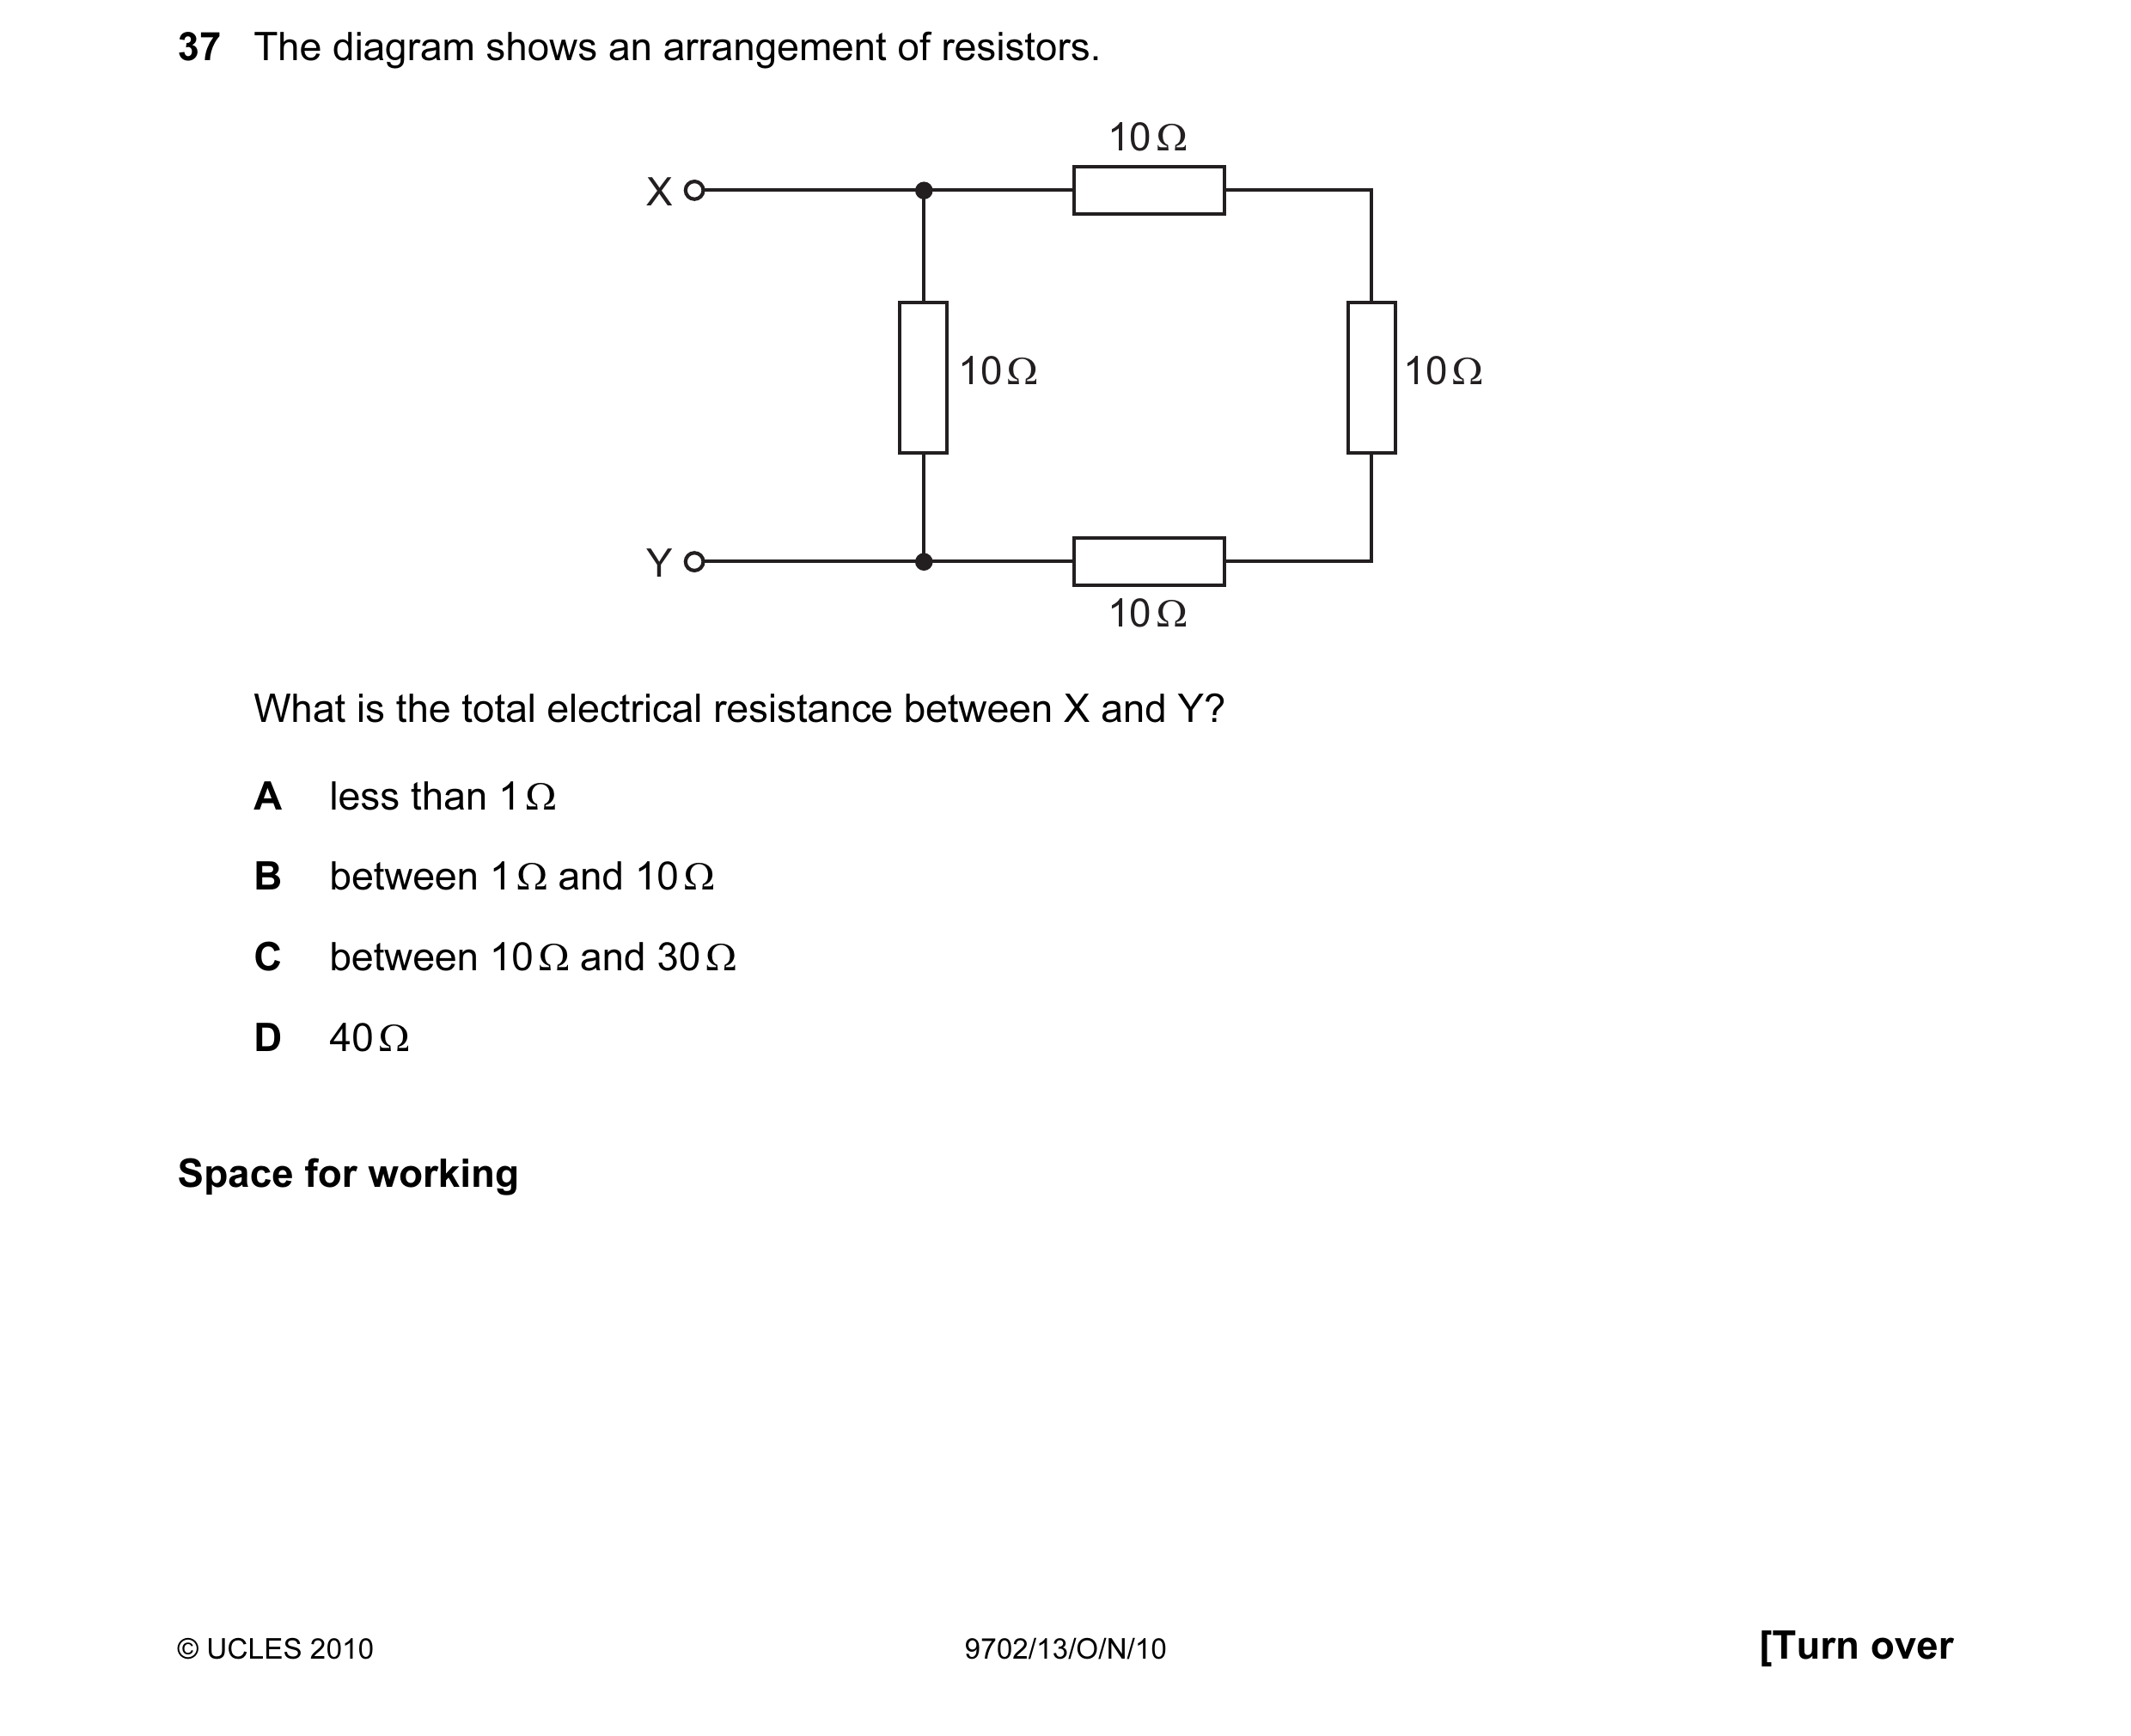 37 The diagram shows an arrangement of resistors.
10 Ω
X
10 Ω
10 Ω
Y
10 Ω
What is the total electrical resistance between X and Y?
A less than 1 Ω
B between 1 Ω and 10 Ω
C between 10 Ω and 30 Ω
D 40 Ω
Space for working
© UCLES 2010
9702/13/O/N/10
[Turn over